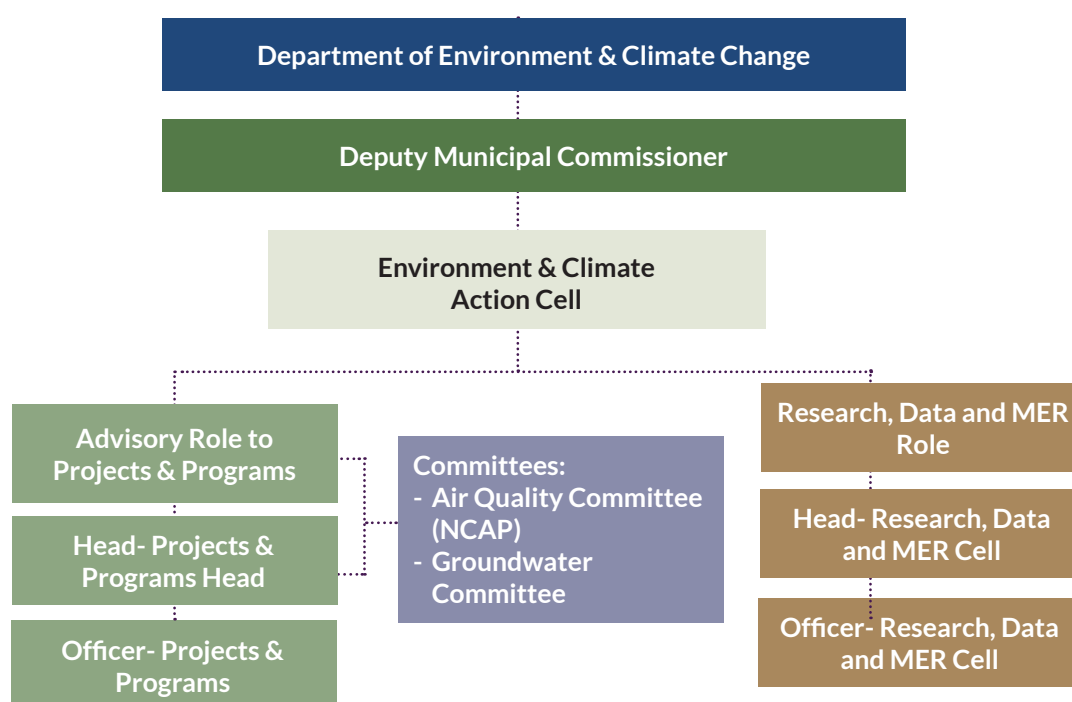 Department of Environment & Climate Change
Deputy Municipal Commissioner
Environment & Climate
Action Cell
Advisory Role to
Projects & Programs
Head- Projects &
Programs Head
Officer- Projects &
Programs
Committees:
- Air Quality Committee
(NCAP)
- Groundwater
Committee
Research, Data and MER
Role
Head- Research, Data
and MER Cell
Officer- Research, Data
and MER Cell